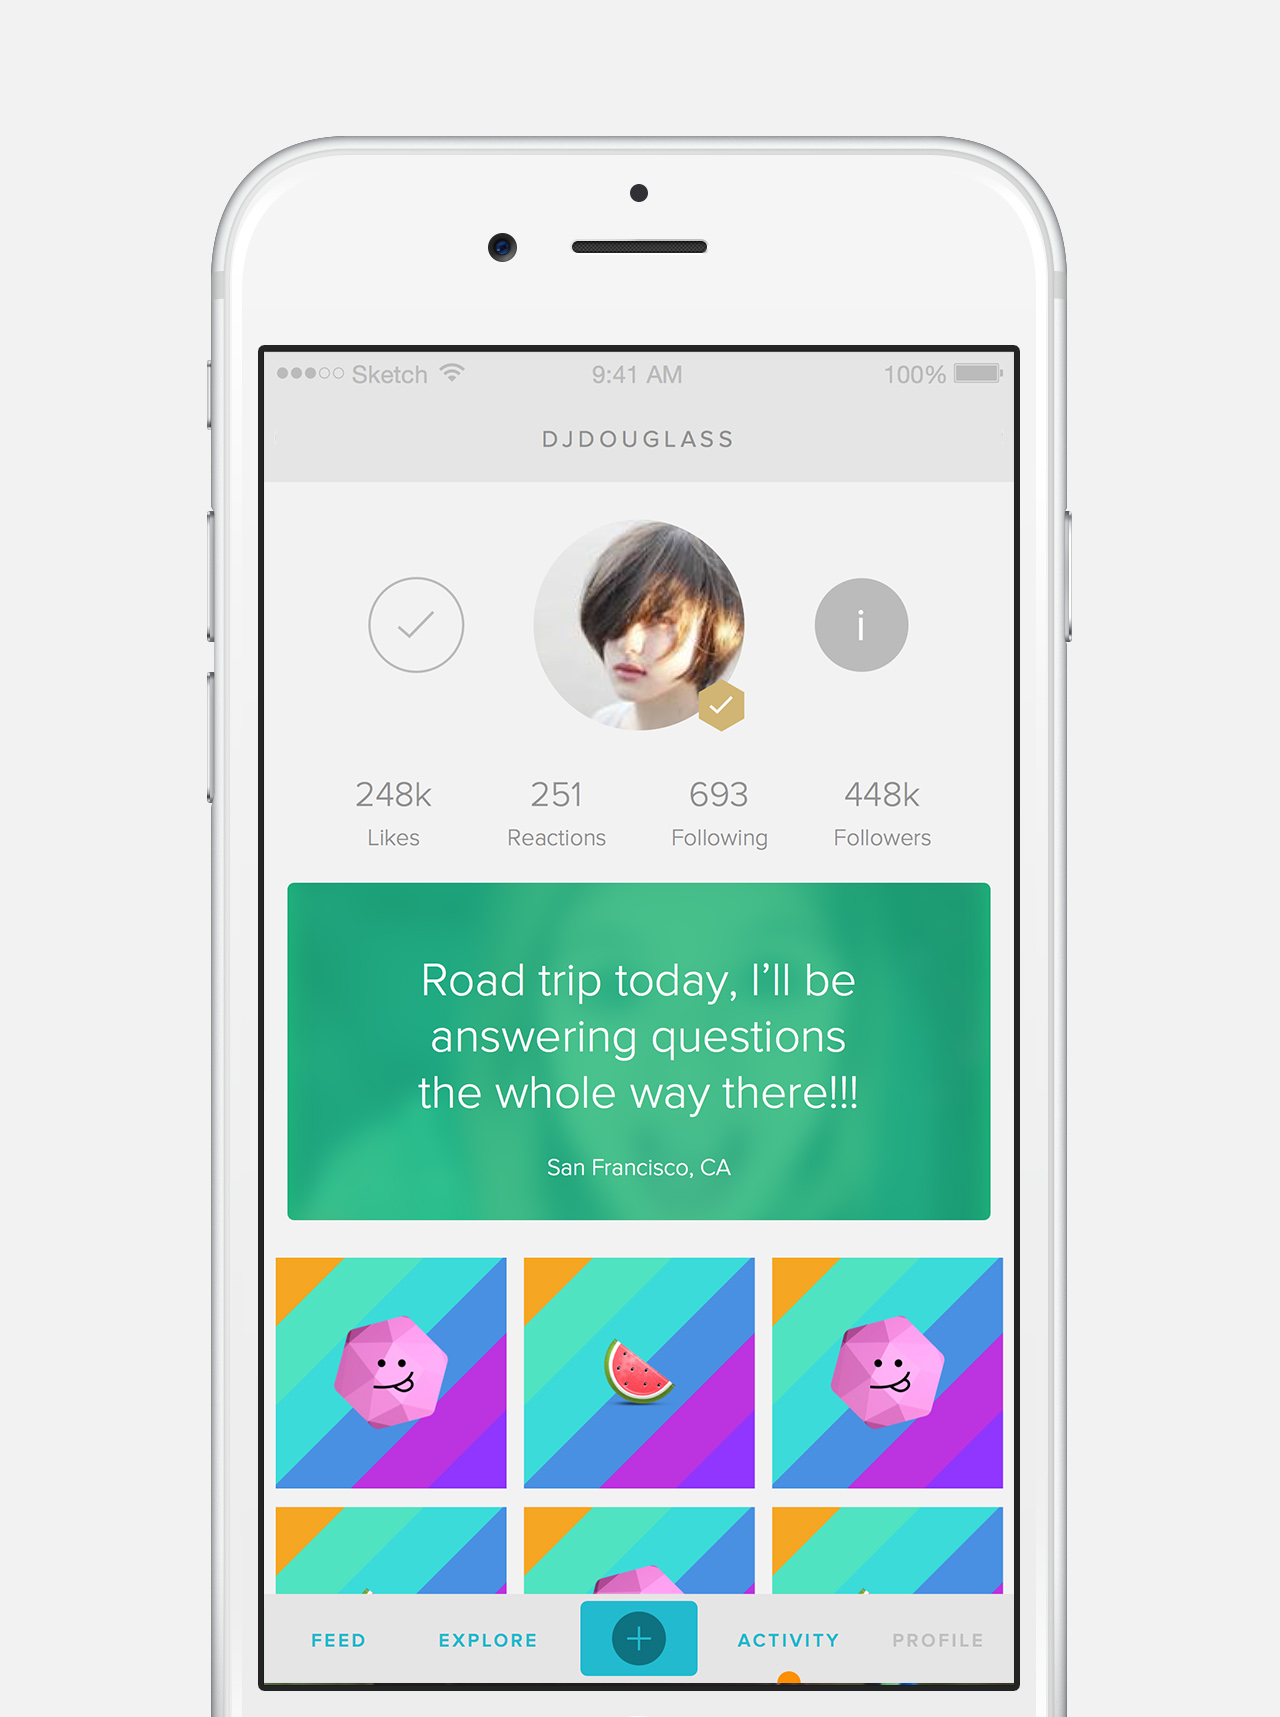 Sketch 9:41 AM 100%
DJDOUGLASS
i
248k 251 693 448k
Likes Reactions Following Followers
Road trip today, I'll be
answering questions
the whole way there!!!
San Francisco, CA
FEED EXPLORE + ACTIVITY PROFILE